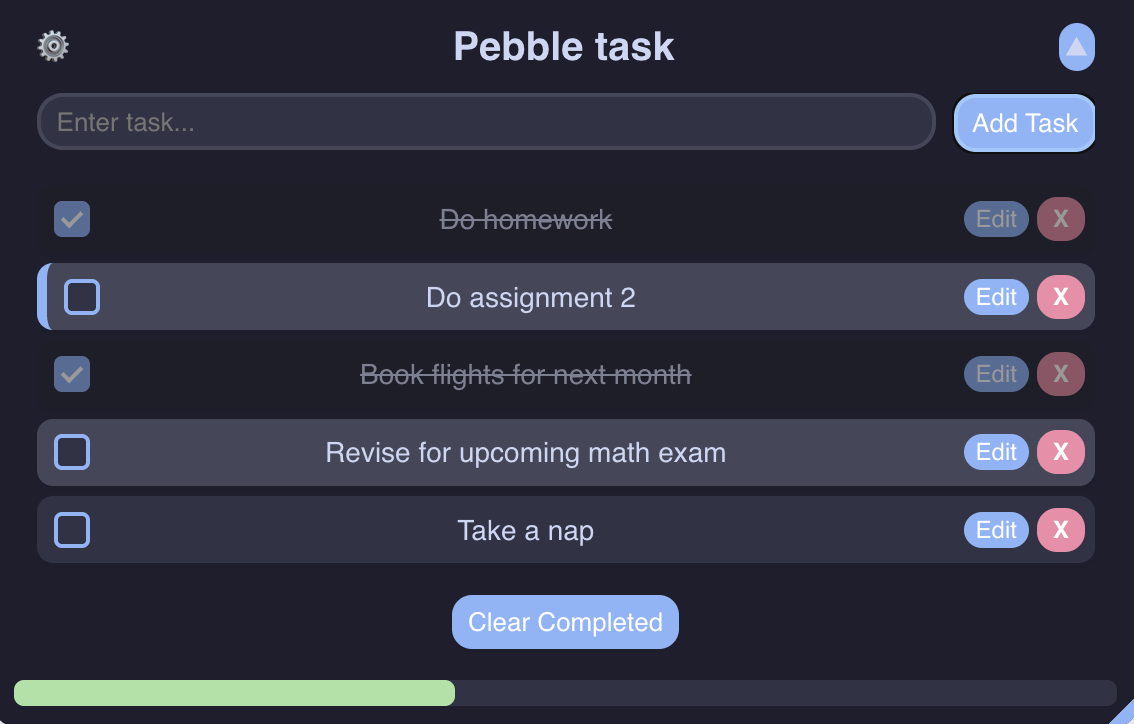 Pebble task
Enter task...
Add Task
Do homework
Edit
X
Do assignment 2
Edit
X
Book flights for next month
Edit
X
Revise for upcoming math exam
Edit
X
Take a nap
Edit
X
Clear Completed